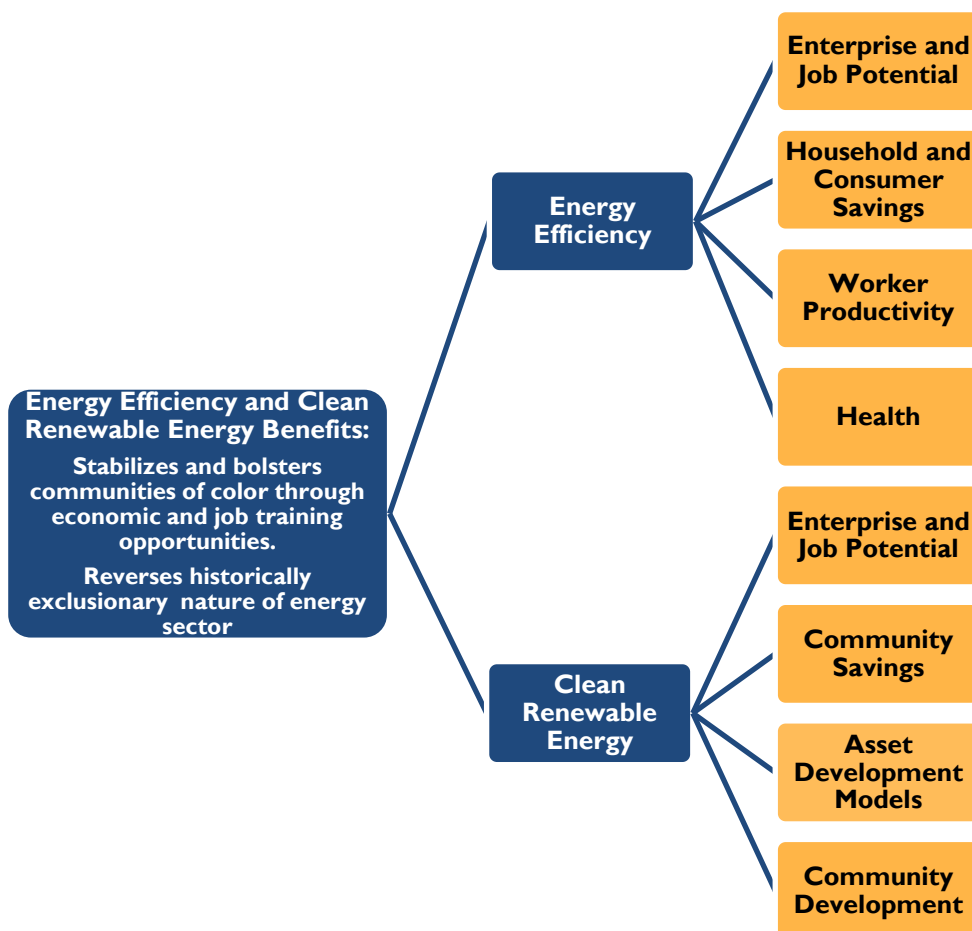 Energy Efficiency and Clean
Renewable Energy Benefits:
Stabilizes and bolsters
communities of color through
economic and job training
opportunities.
Reverses historically
exclusionary nature of energy
sector
Energy
Efficiency
Enterprise and
Job Potential
Household and
Consumer
Savings
Worker
Productivity
Health
Clean
Renewable
Energy
Enterprise and
Job Potential
Community
Savings
Asset
Development
Models
Community
Development